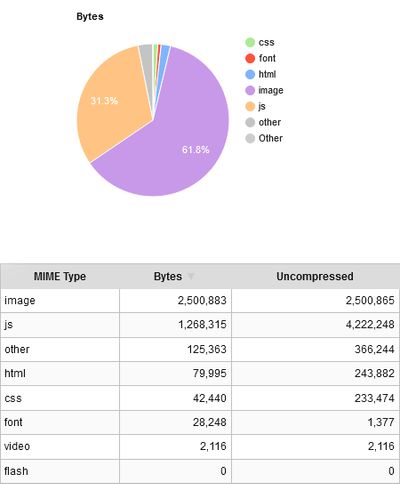 Bytes
css
font
html
image
js
other
Other
31.3%
61.8%
MIME Type Bytes Uncompressed
image 2,500,883 2,500,865
js 1,268,315 4,222,248
other 125,363 366,244
html 79,995 243,882
css 42,440 233,474
font 28,248 1,377
video 2,116 2,116
flash 0 0